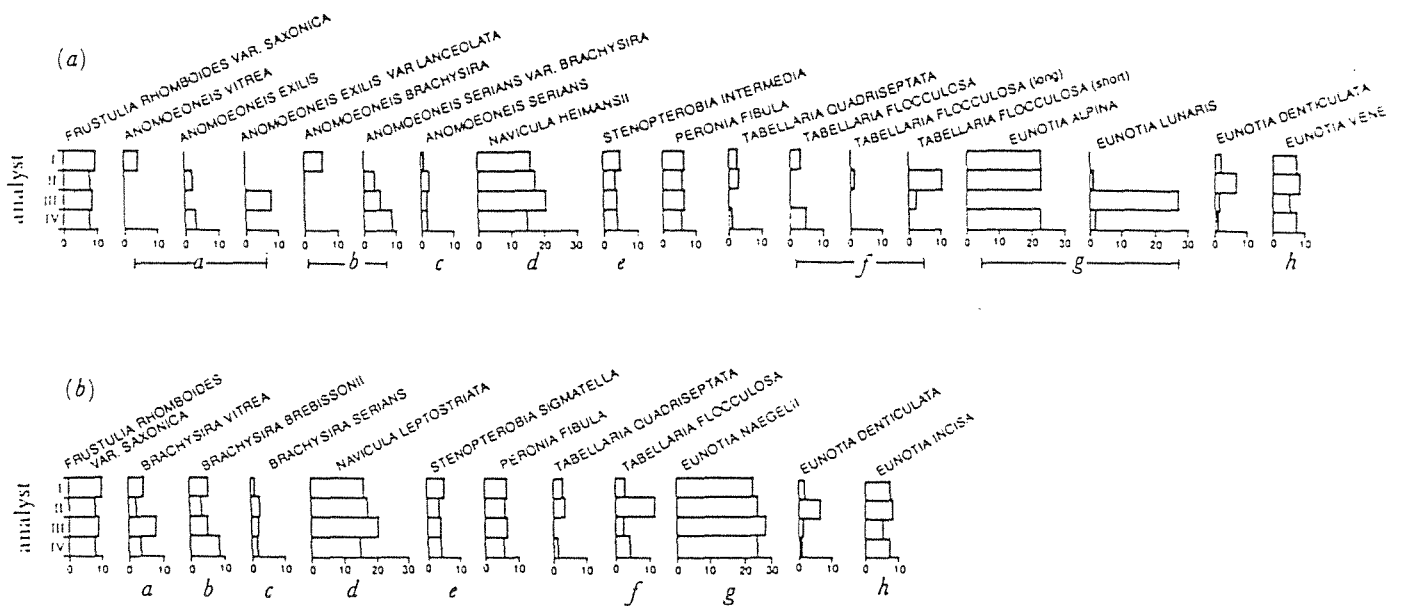 (a)
FRUSTULIA RHOMBOIDES VAR. SAXONICA
ANOMOEONEIS VITREA
ANOMOEONEIS EXILIS
ANOMOEONEIS EXILIS VAR LANCEOLATA
ANOMOEONEIS BRACHYSIRA
ANOMOEONEIS SERIANS VAR. BRACHYSIRA
ANOMOEONEIS SERIANS
NAVICULA HEIMANSII
STENOPTEROBIA INTERMEDIA
PERONIA FIBULA
TABELLARIA QUADRISEPTATA
TABELLARIA FLOCCULOSA
TABELLARIA FLOCCULOSA (long)
TABELLARIA FLOCCULOSA (short)
EUNOTIA ALPINA
EUNOTIA LUNARIS
EUNOTIA DENTICULATA
EUNOTIA VENE
analyst
I
II
III
IV
0 10 0 10 0 10 0 10 0 10 0 10 0 10 0 10 20 30 0 10 0 10 0 10 0 10 0 10 0 10 0 10 20 30 0 10 20 30 0 10 0 10
a b c d e f g h
(b)
FRUSTULIA RHOMBOIDES
VAR. SAXONICA
BRACHYSIRA VITREA
BRACHYSIRA BREBISSONII
BRACHYSIRA SERIANS
NAVICULA LEPTOSTRIATA
STENOPTEROBIA SIGMATELLA
PERONIA FIBULA
TABELLARIA QUADRISEPTATA
TABELLARIA FLOCCULOSA
EUNOTIA NAEGELII
EUNOTIA DENTICULATA
EUNOTIA INCISA
analyst
I
II
III
IV
0 10 0 10 0 10 0 10 0 10 20 30 0 10 0 10 0 10 0 10 0 10 20 30 0 10 0 10
a b c d e f g h